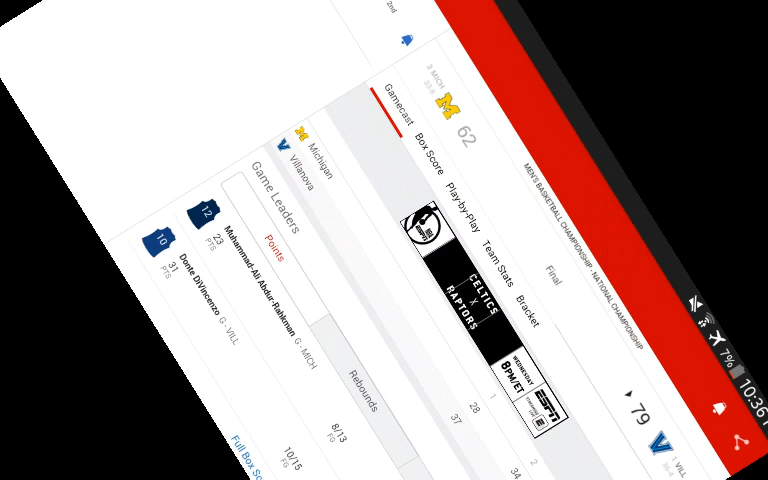 7% 10:36
MEN'S BASKETBALL CHAMPIONSHIP - NATIONAL CHAMPIONSHIP
3 MICH
62
Final
79
1 VILL
2nd
Gamecast Box Score Play-by-Play Team Stats Bracket
ESPN
CELTICS
X
RAPTORS
WEDNESDAY
8PM/ET
ESPN
1 2
Michigan 28 34
Villanova 37
Game Leaders
Points Rebounds
12 23 PTS Muhammad-Ali Abdur-Rahkman G - MICH 8/13 FG
10 31 PTS Donte DiVincenzo G - VILL 10/15 FG
Full Box Sc